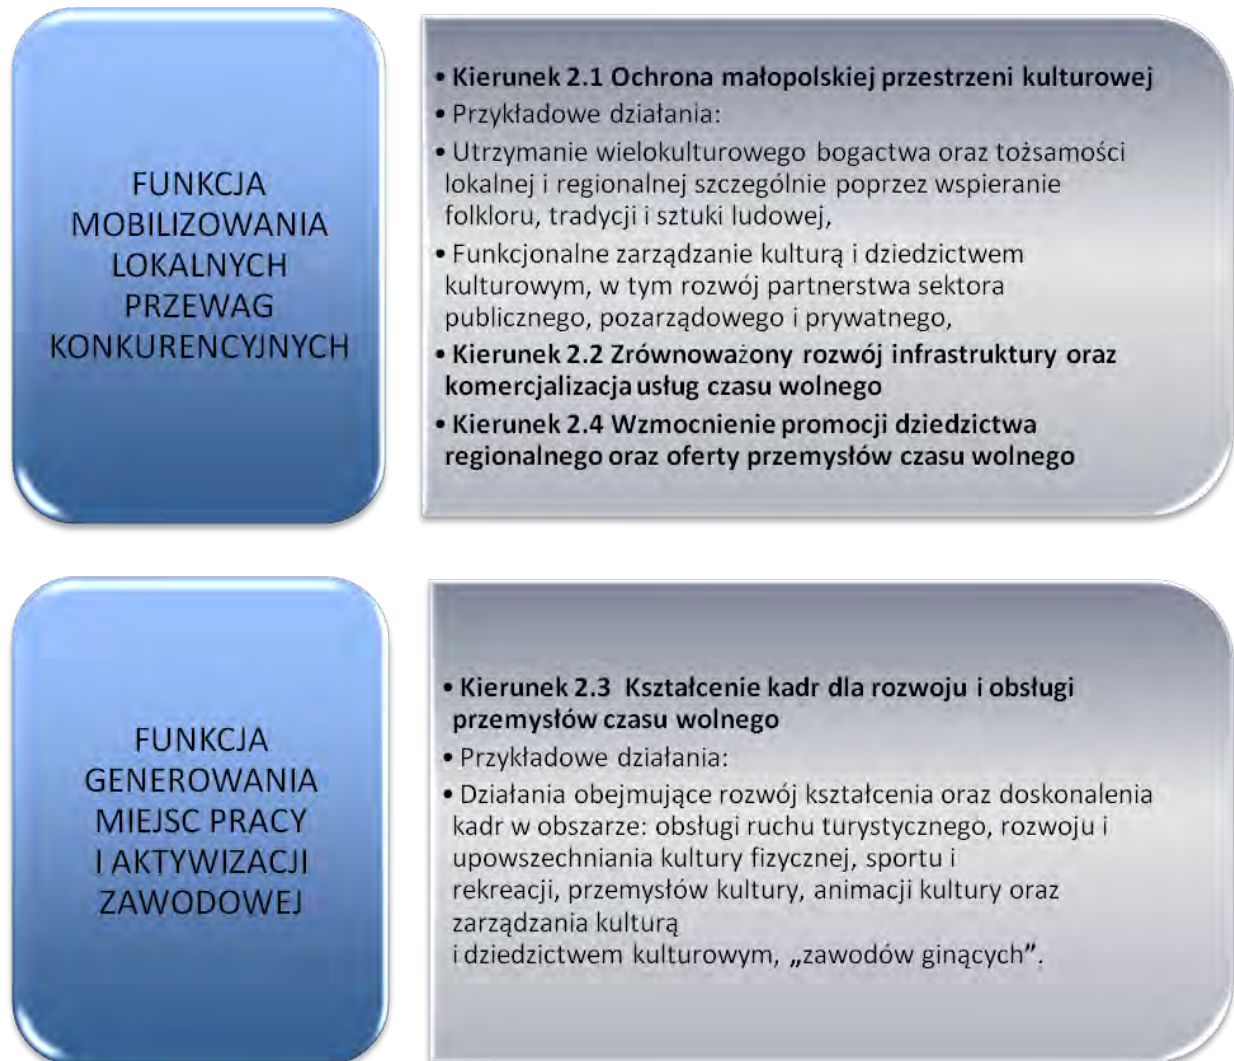 FUNKCJA
MOBILIZOWANIA
LOKALNYCH
PRZEWAG
KONKURENCYJNYCH
• Kierunek 2.1 Ochrona małopolskiej przestrzeni kulturowej
• Przykładowe działania:
• Utrzymanie wielokulturowego bogactwa oraz tożsamości
lokalnej i regionalnej szczególnie poprzez wspieranie
folkloru, tradycji i sztuki ludowej,
• Funkcjonalne zarządzanie kulturą i dziedzictwem
kulturowym, w tym rozwój partnerstwa sektora
publicznego, pozarządowego i prywatnego,
• Kierunek 2.2 Zrównoważony rozwój infrastruktury oraz
komercjalizacja usług czasu wolnego
• Kierunek 2.4 Wzmocnienie promocji dziedzictwa
regionalnego oraz oferty przemysłów czasu wolnego
FUNKCJA
GENEROWANIA
MIEJSC PRACY
I AKTYWIZACJI
ZAWODOWEJ
• Kierunek 2.3 Kształcenie kadr dla rozwoju i obsługi
przemysłów czasu wolnego
• Przykładowe działania:
• Działania obejmujące rozwój kształcenia oraz doskonalenia
kadr w obszarze: obsługi ruchu turystycznego, rozwoju i
upowszechniania kultury fizycznej, sportu i
rekreacji, przemysłów kultury, animacji kultury oraz
zarządzania kulturą
i dziedzictwem kulturowym, „zawodów ginących”.